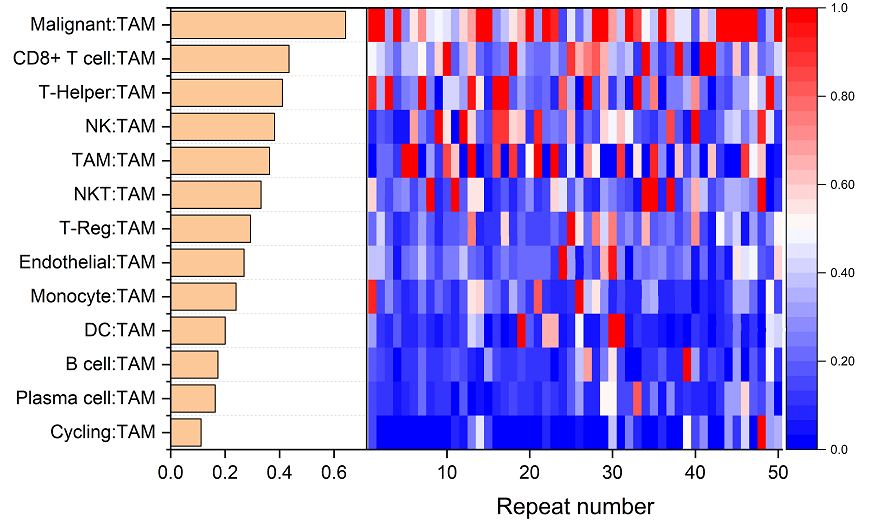 Malignant:TAM
CD8+ T cell:TAM
T-Helper:TAM
NK:TAM
TAM:TAM
NKT:TAM
T-Reg:TAM
Endothelial:TAM
Monocyte:TAM
DC:TAM
B cell:TAM
Plasma cell:TAM
Cycling:TAM
0.0 0.2 0.4 0.6
10 20 30 40 50
Repeat number
1.0
0.80
0.60
0.40
0.20
0.0